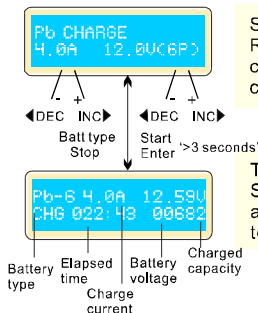 Pb CHARGE
4.0A 12.0V(6P)
- +
- +
◀DEC INC▶
◀DEC INC▶
Batt type
Stop
Start
Enter '>3 seconds'
Pb-6 4.0A 12.59V
CHG 022:43 00682
Battery
type
Elapsed
time
Charge
current
Battery
voltage
Charged
capacity
S
R
c
c
T
S
a
to